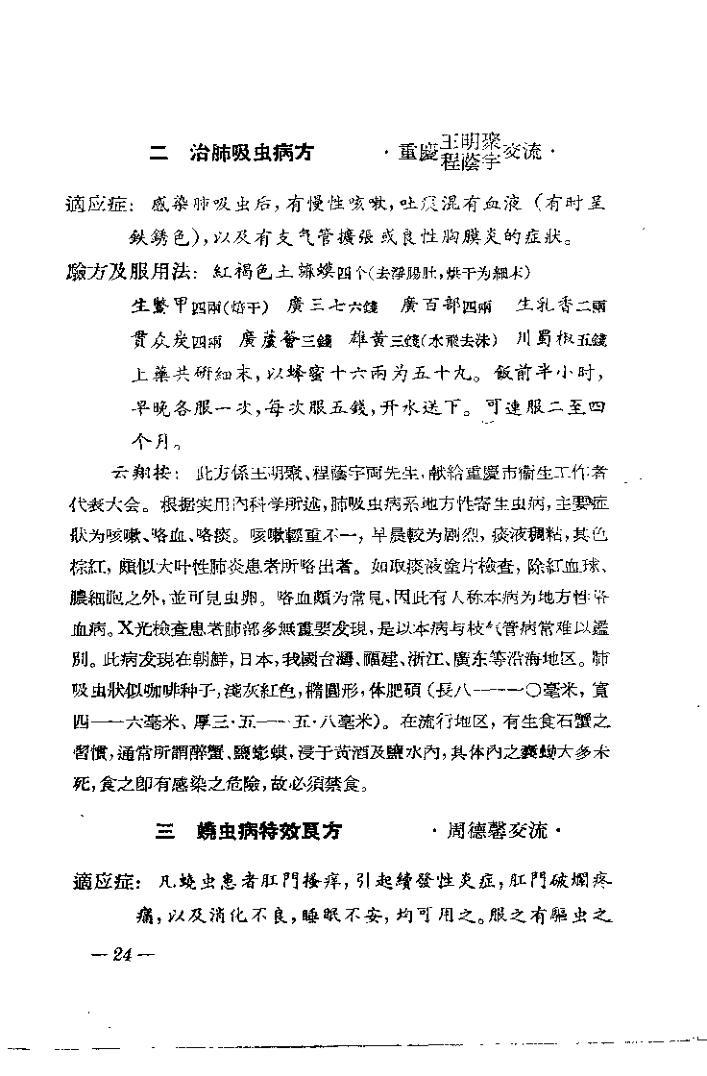 二　治肺吸虫病方　　·重慶王明聚程蔭宇交流·
適应症：感染肺吸虫后，有慢性咳嗽，吐痰混有血液（有时呈
鉄銹色），以及有支气管擴張或良性胸膜炎的症狀。
驗方及服用法：紅褐色土蟓蟆四个（去淨腸肚，烘干为細末）
生鱉甲四兩（焙干）　廣三七六錢　廣百部四兩　生乳香二兩
貫众炭四兩　廣蘆薈三錢　雄黃三錢（水飛去洙）　川蜀椒五錢
上藥共硏細末，以蜂蜜十六兩为五十九。飯前半小时，
早晚各服一次，每次服五錢，开水送下。可連服二至四
个月。
云翔按：此方係王明聚、程蔭宇兩先生，献給重慶市衞生工作者
代表大会。根据实用內科学所述，肺吸虫病系地方性寄生虫病，主要症
狀为咳嗽、咯血、咯痰。咳嗽輕重不一，早晨較为剧烈，痰液稠粘，其色
棕紅，頗似大叶性肺炎患者所咯出者。如取痰液塗片檢查，除紅血球、
膿細胞之外，並可見虫卵。咯血頗为常見，因此有人称本病为地方性咯
血病。X光檢查患者肺部多無重要发現，是以本病与枝气管病常难以鑑
別。此病发現在朝鮮，日本，我國台灣、福建、浙江、廣东等沿海地区。肺
吸虫狀似咖啡种子，淺灰紅色，橢圓形，体肥碩（長八——一〇毫米，寬
四——六毫米、厚三·五——五·八毫米）。在流行地区，有生食石蟹之
習慣，通常所謂醉蟹、鹽蟛蜞，浸于黃酒及鹽水內，其体內之囊蚴大多未
死，食之卽有感染之危險，故必須禁食。
三　蟯虫病特效良方　　·周德馨交流·
適应症：凡蟯虫患者肛門搔痒，引起續發性炎症，肛門破爛疼
痛，以及消化不良，睡眠不安，均可用之。服之有驅虫之
—24—